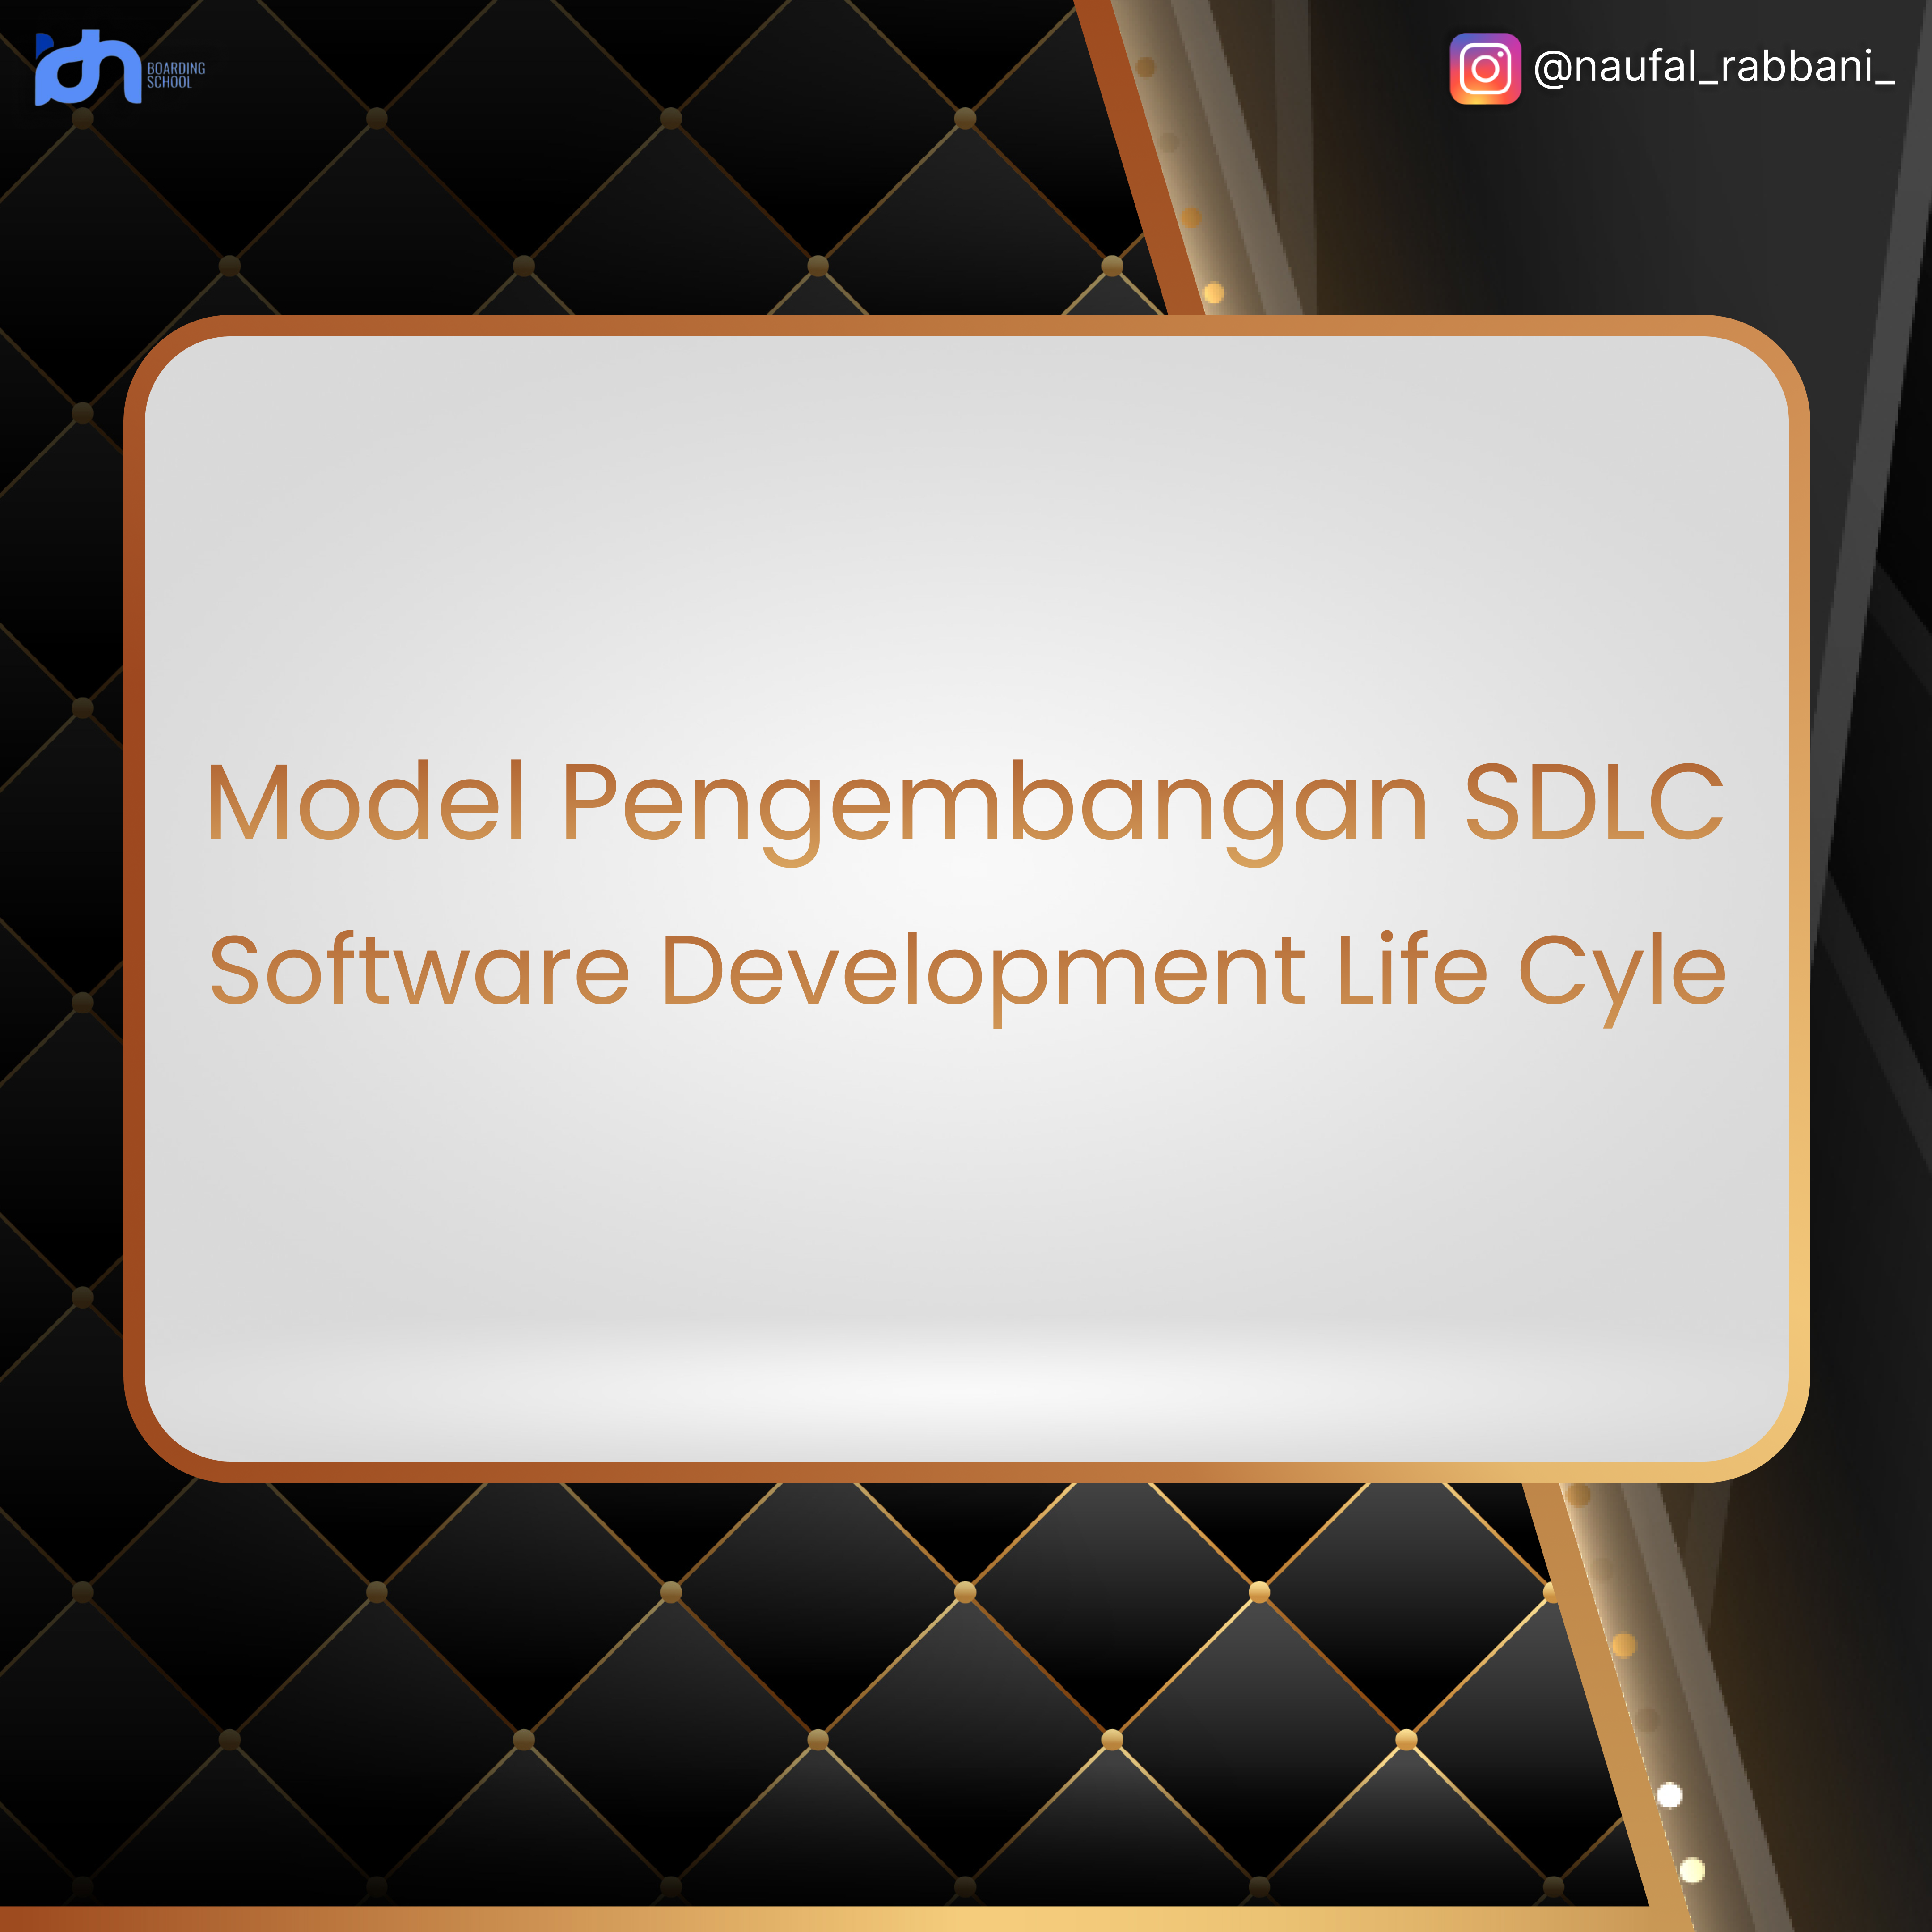 BOARDING
SCHOOL
@naufal_rabbani_
Model Pengembangan SDLC
Software Development Life Cyle